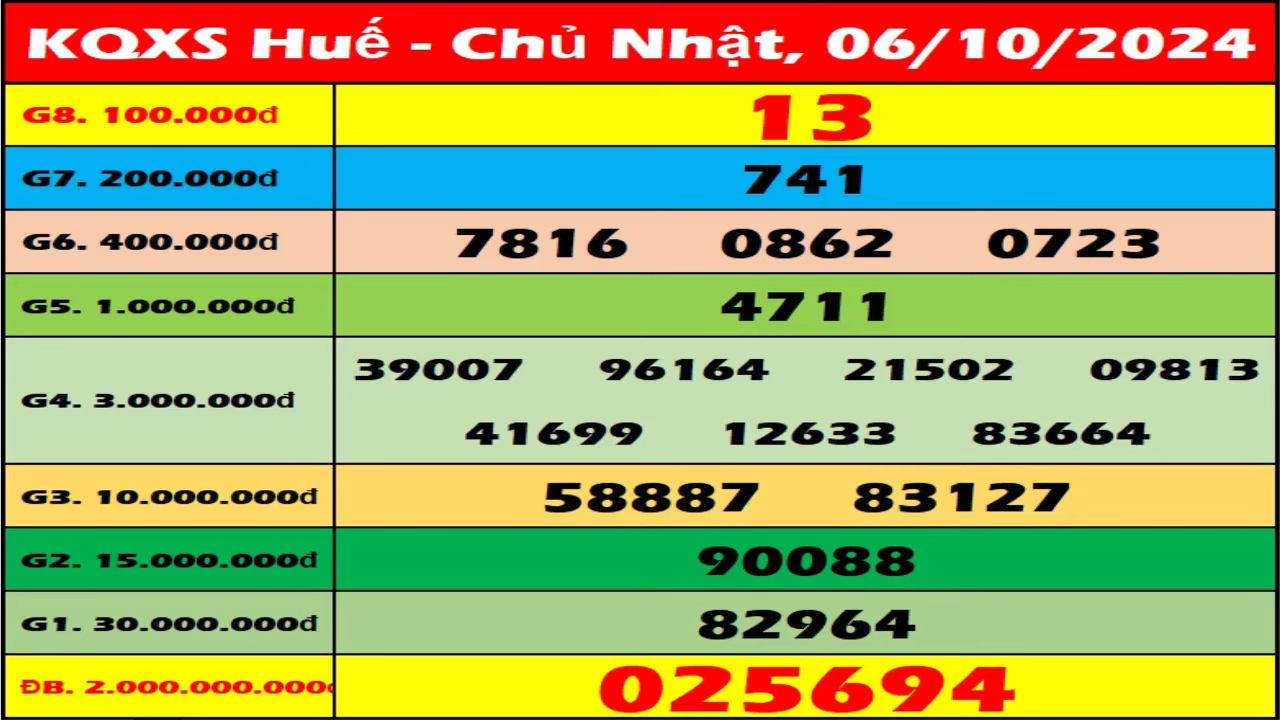 KQXS Huế - Chủ Nhật, 06/10/2024
G8. 100.000đ 13
G7. 200.000đ 741
G6. 400.000đ 7816 0862 0723
G5. 1.000.000đ 4711
39007 96164 21502 09813
G4. 3.000.000đ
41699 12633 83664
G3. 10.000.000đ 58887 83127
G2. 15.000.000đ 90088
G1. 30.000.000đ 82964
ĐB. 2.000.000.000đ 025694